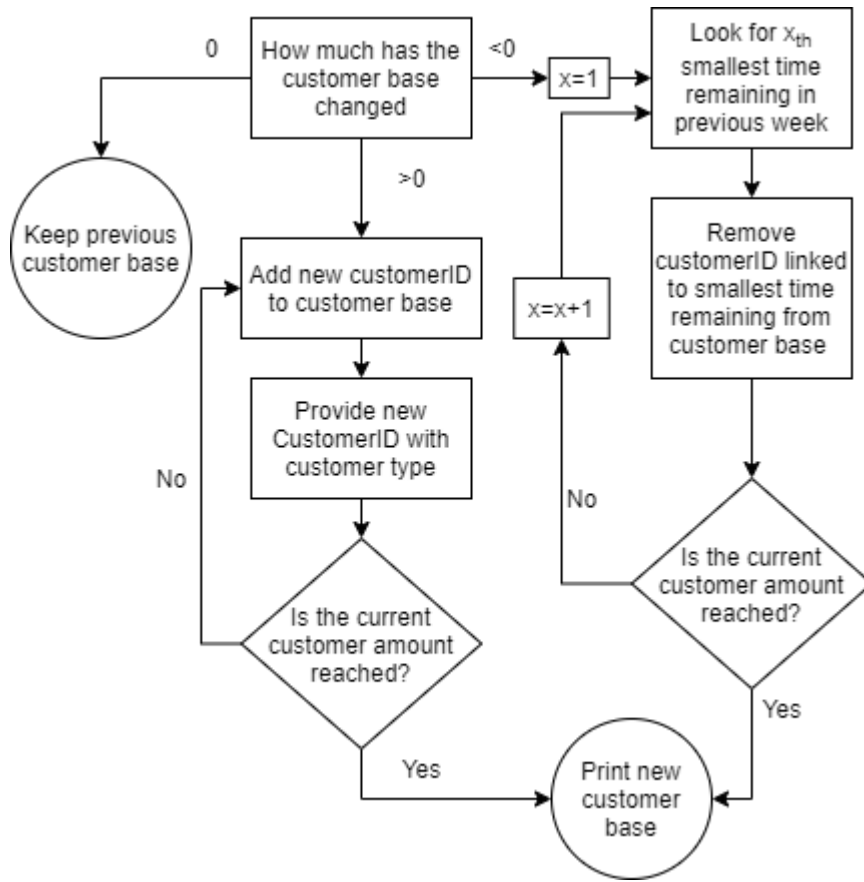 0
How much has the
customer base
changed
<0
x=1
Look for xth
smallest time
remaining in
previous week
>0
Keep previous
customer base
Add new customerID
to customer base
x=x+1
Remove
customerID linked
to smallest time
remaining from
customer base
Provide new
CustomerID with
customer type
No
No
Is the current
customer amount
reached?
Is the current
customer amount
reached?
Yes
Yes
Print new
customer
base